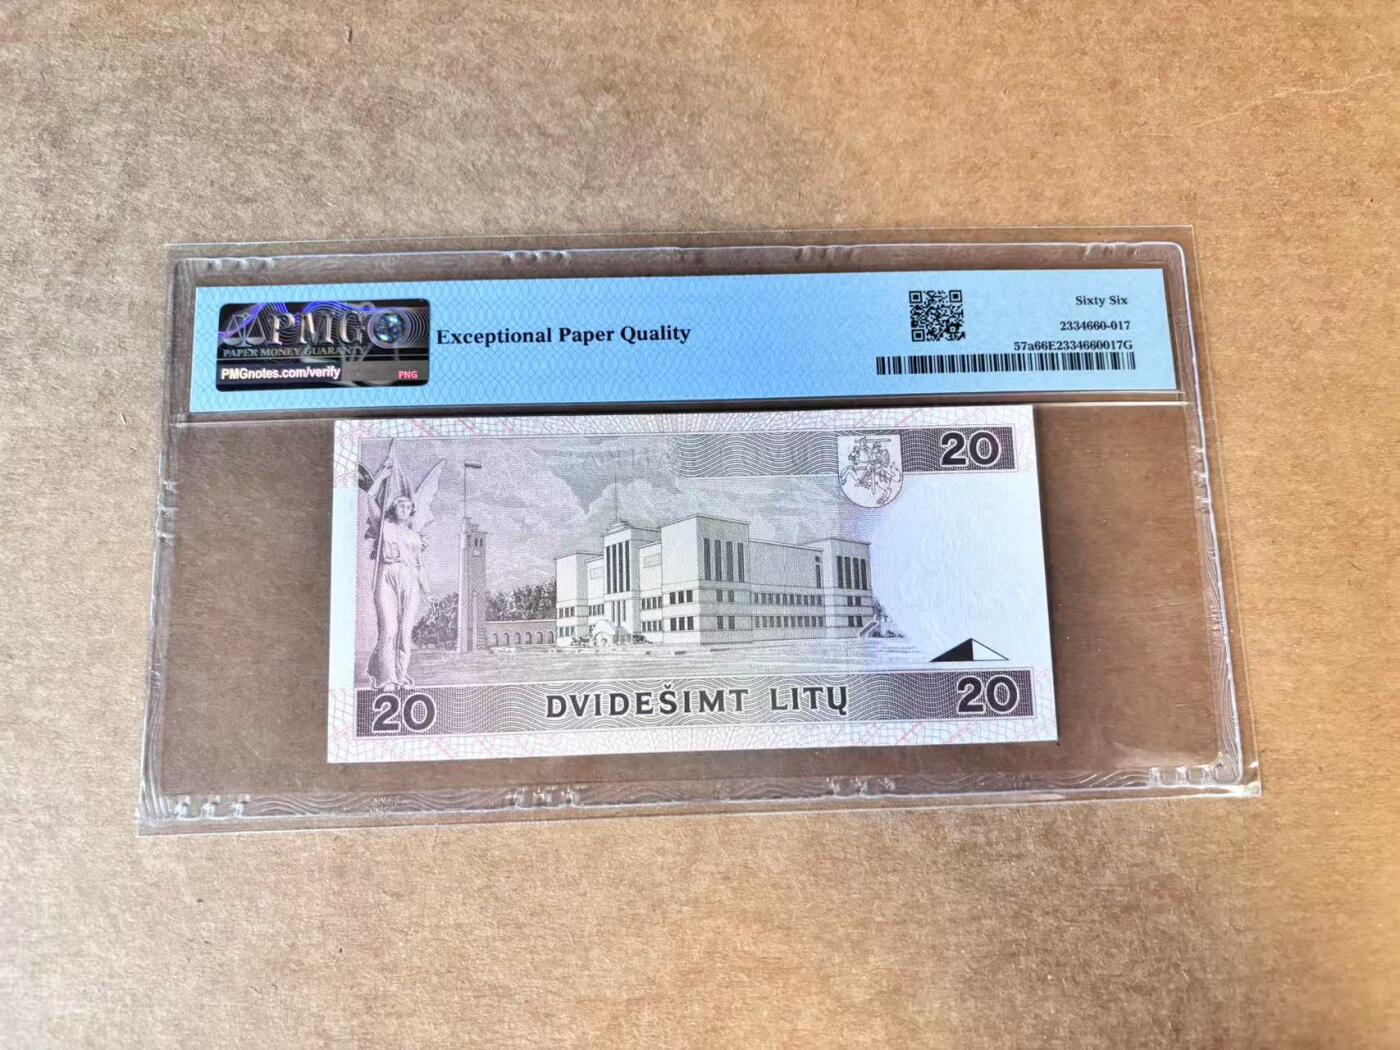 PMG
PAPER MONEY GUARANTY
PMGnotes.com/verify
PNG
Exceptional Paper Quality
Sixty Six
2334660-017
57a66E2334660017G
20
20
DVIDEŠIMT LITŲ
20